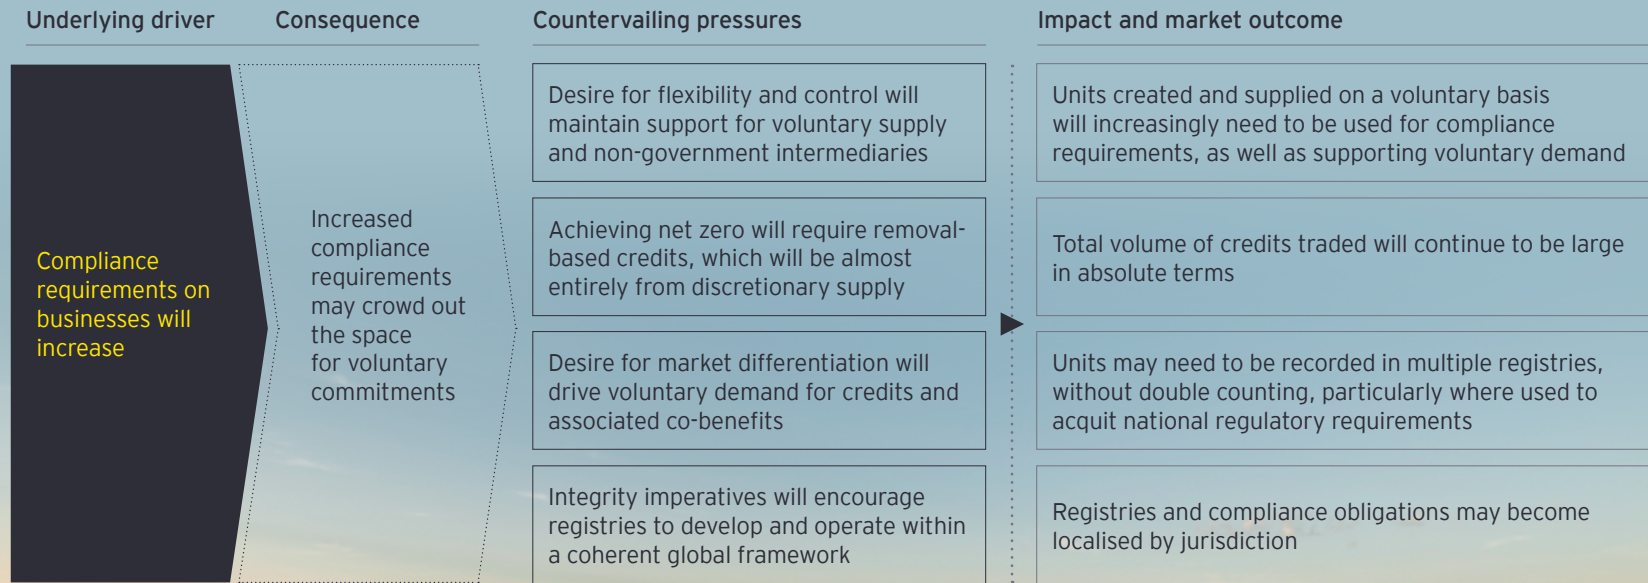 Underlying driver
Consequence
Countervailing pressures
Impact and market outcome
Compliance
requirements on
businesses will
increase
Increased
compliance
requirements
may crowd out
the space
for voluntary
commitments
Desire for flexibility and control will
maintain support for voluntary supply
and non-government intermediaries
Achieving net zero will require removal-
based credits, which will be almost
entirely from discretionary supply
Desire for market differentiation will
drive voluntary demand for credits and
associated co-benefits
Integrity imperatives will encourage
registries to develop and operate within
a coherent global framework
Units created and supplied on a voluntary basis
will increasingly need to be used for compliance
requirements, as well as supporting voluntary demand
Total volume of credits traded will continue to be large
in absolute terms
Units may need to be recorded in multiple registries,
without double counting, particularly where used to
acquit national regulatory requirements
Registries and compliance obligations may become
localised by jurisdiction